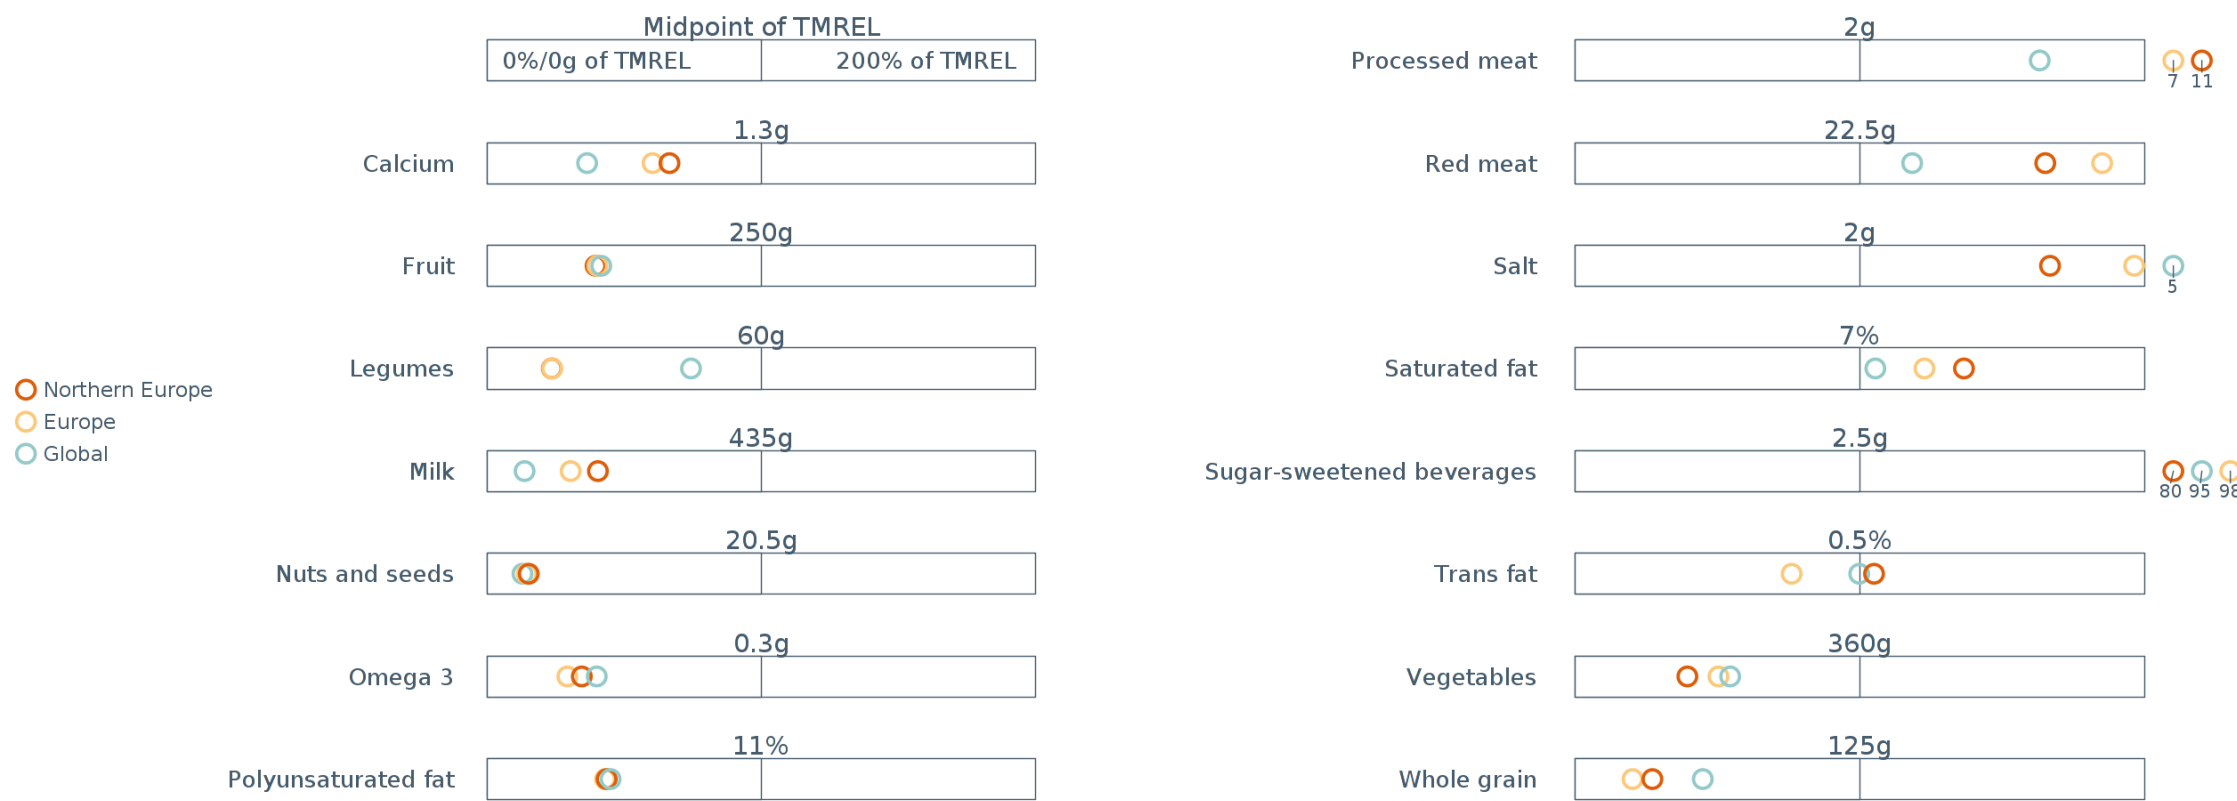 Midpoint of TMREL
0%/0g of TMREL
200% of TMREL
Calcium
1.3g
Fruit
250g
Legumes
60g
Milk
435g
Nuts and seeds
20.5g
Omega 3
0.3g
Polyunsaturated fat
11%
Northern Europe
Europe
Global
Processed meat
2g
7 11
Red meat
22.5g
Salt
2g
5
Saturated fat
7%
Sugar-sweetened beverages
2.5g
80 95 98
Trans fat
0.5%
Vegetables
360g
Whole grain
125g